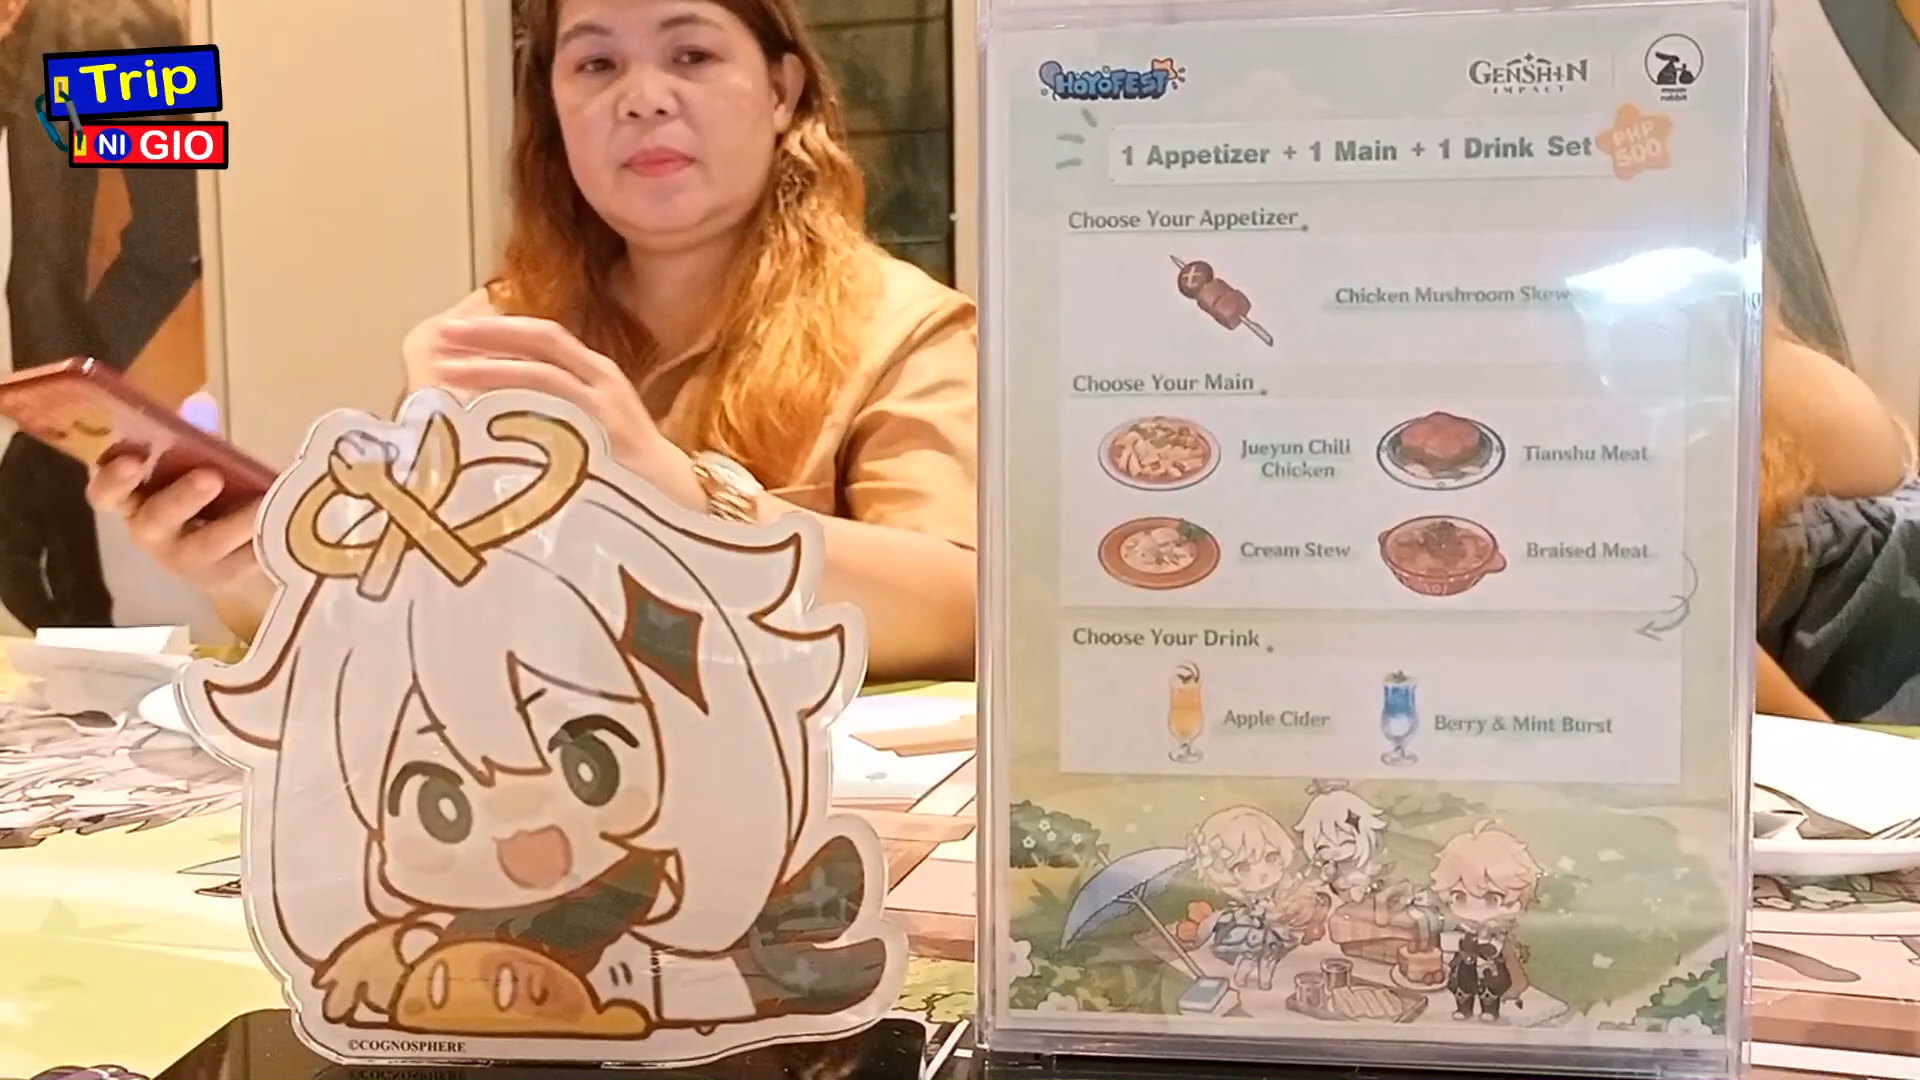 Trip
NI GIO
HOYOFEST
GENSHIN
IMPACT
moon
rabbit
1 Appetizer + 1 Main + 1 Drink Set
PHP
500
Choose Your Appetizer
Chicken Mushroom
Choose Your Main
Jueyun Chili
Chicken
Tianshu Meat
Cream Stew
Braised Meat
Choose Your Drink
Apple Cider
Berry & Mint Burst
©COGNOSPHERE